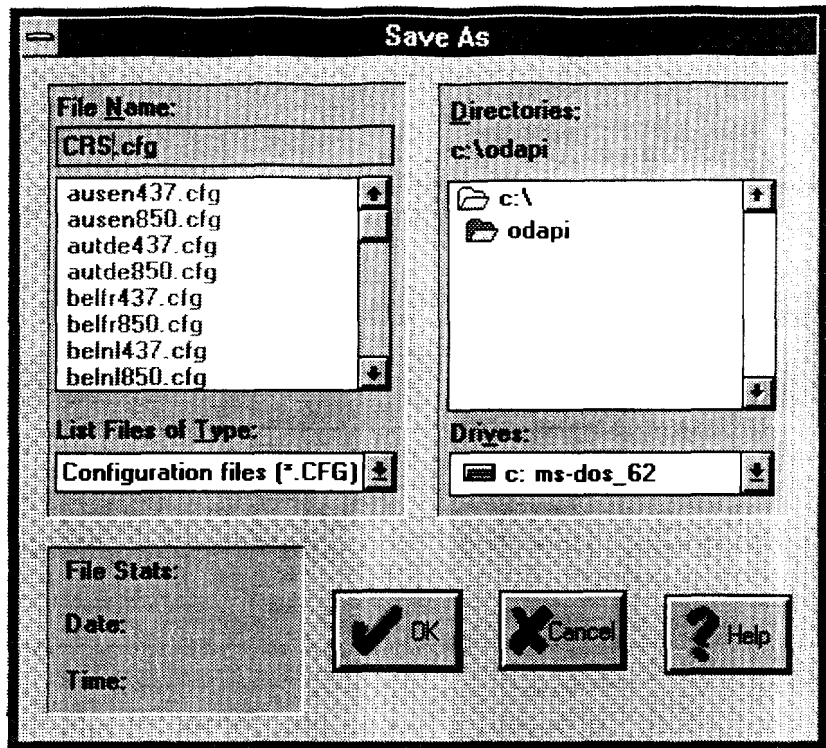 Save As
File Name:
CRS.cfg
ausen437.cfg
ausen850.cfg
autde437.cfg
autde850.cfg
belfr437.cfg
belfr850.cfg
belnl437.cfg
belnl850.cfg
List Files of Type:
Configuration files (*.CFG)
Directories:
c:\odapi
c:\
odapi
Drives:
c: ms-dos_62
File Stats:
Date:
Time:
OK
Cancel
Help